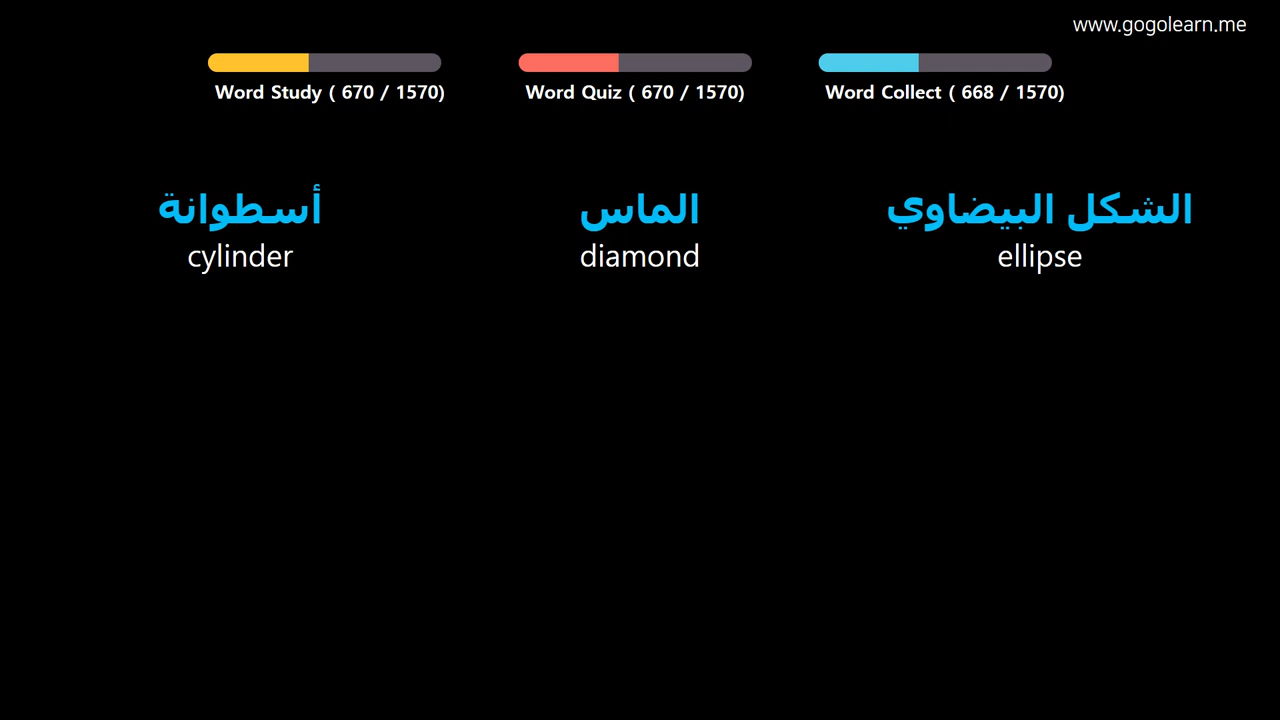 www.gogolearn.me
Word Study ( 670 / 1570)
Word Quiz ( 670 / 1570)
Word Collect ( 668 / 1570)
أسطوانة
cylinder
الماس
diamond
الشكل البيضاوي
ellipse